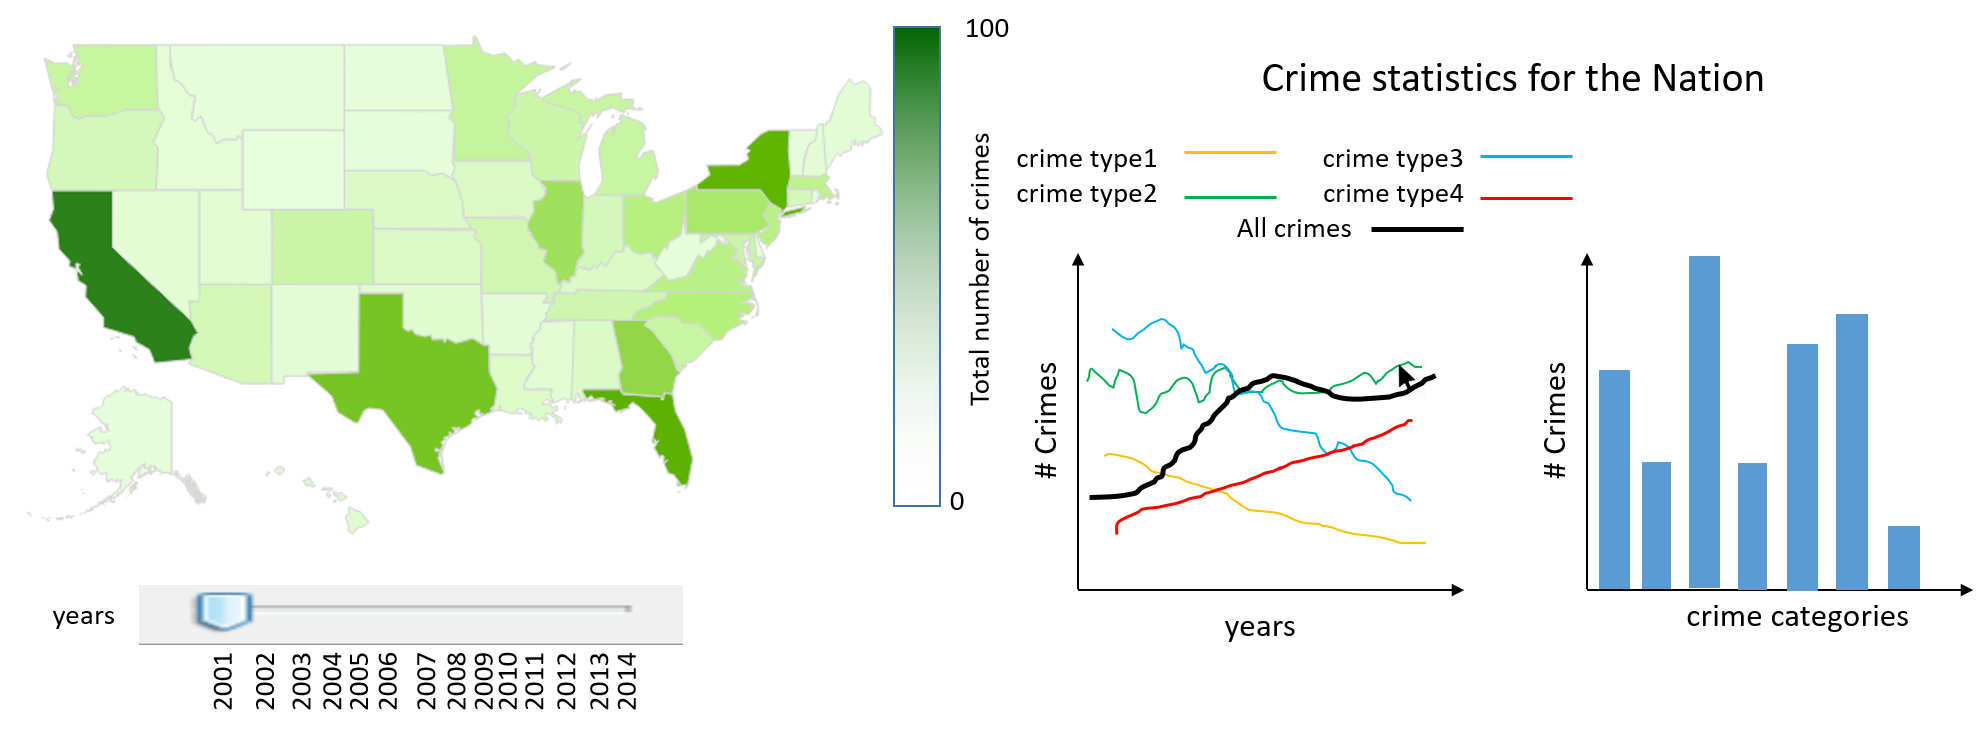 100
Total number of crimes
0
years
2001
2002
2003
2004
2005
2006
2007
2008
2009
2010
2011
2012
2013
2014
Crime statistics for the Nation
crime type1
crime type3
crime type2
crime type4
All crimes
# Crimes
years
# Crimes
crime categories